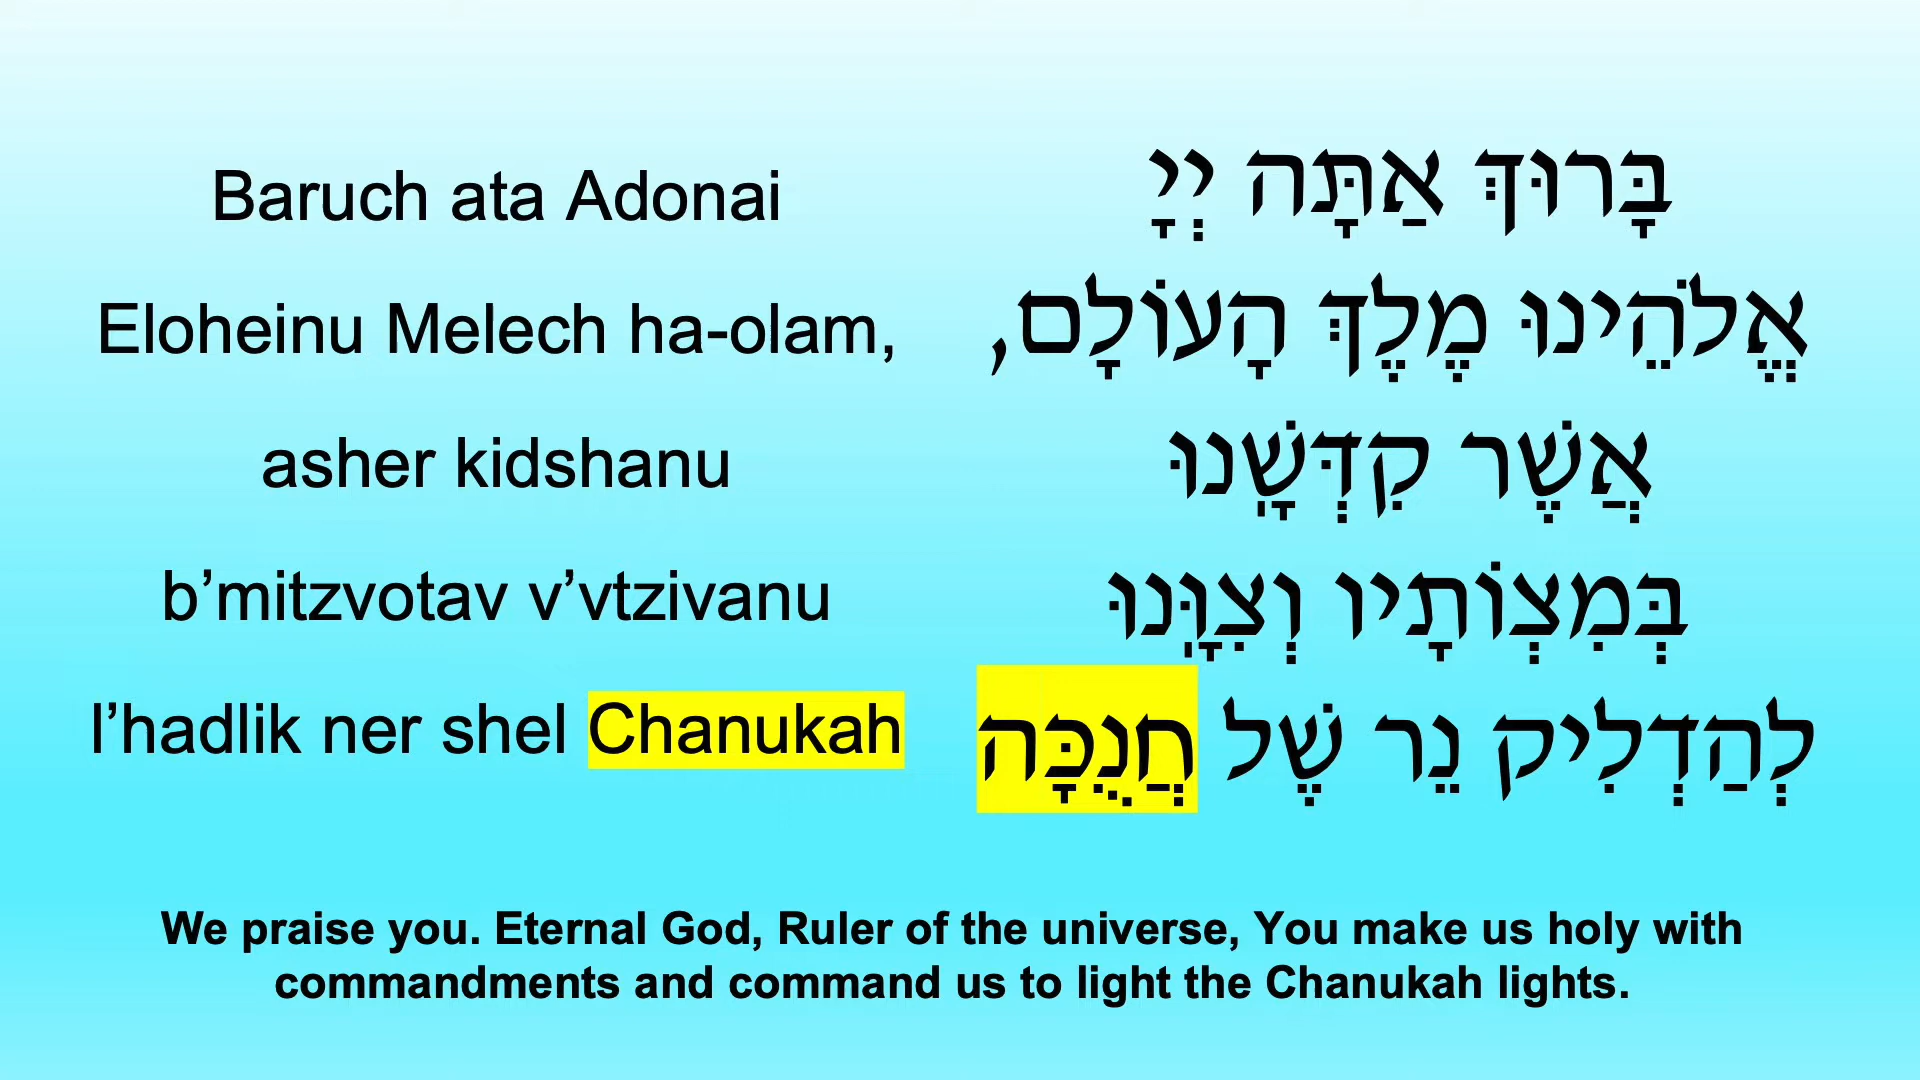 Baruch ata Adonai
Eloheinu Melech ha-olam,
asher kidshanu
b’mitzvotav v’vtzivanu
l’hadlik ner shel Chanukah
בָּרוּךְ אַתָּה יְיָ
אֱלֹהֵינוּ מֶלֶךְ הָעוֹלָם,
אֲשֶׁר קִדְּשָֽׁנוּ
בְּמִצְוֹתָיו וְצִוָּֽנוּ
לְהַדְלִיק נֵר שֶׁל חֲנֻכָּה
We praise you. Eternal God, Ruler of the universe, You make us holy with
commandments and command us to light the Chanukah lights.